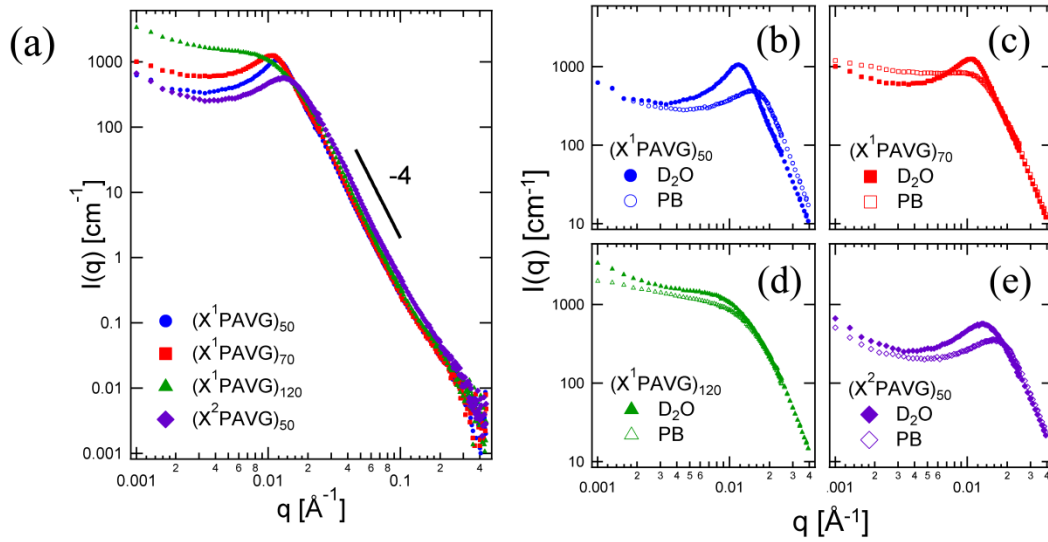 (a)
I(q) [cm⁻¹]
1000
100
10
1
0.1
0.01
0.001
-4
(X¹PAVG)₅₀
(X¹PAVG)₇₀
(X¹PAVG)₁₂₀
(X²PAVG)₅₀
0.001 2 4 6 8 0.01 2 4 6 8 0.1 2 4
q [Å⁻¹]
(b)
I(q) [cm⁻¹]
1000
100
10
(X¹PAVG)₅₀
D₂O
PB
(c)
(X¹PAVG)₇₀
D₂O
PB
(d)
1000
100
10
(X¹PAVG)₁₂₀
D₂O
PB
0.001 2 3 4 5 6 0.01 2 3 4
(e)
(X²PAVG)₅₀
D₂O
PB
0.001 2 3 4 5 6 0.01 2 3 4
q [Å⁻¹]